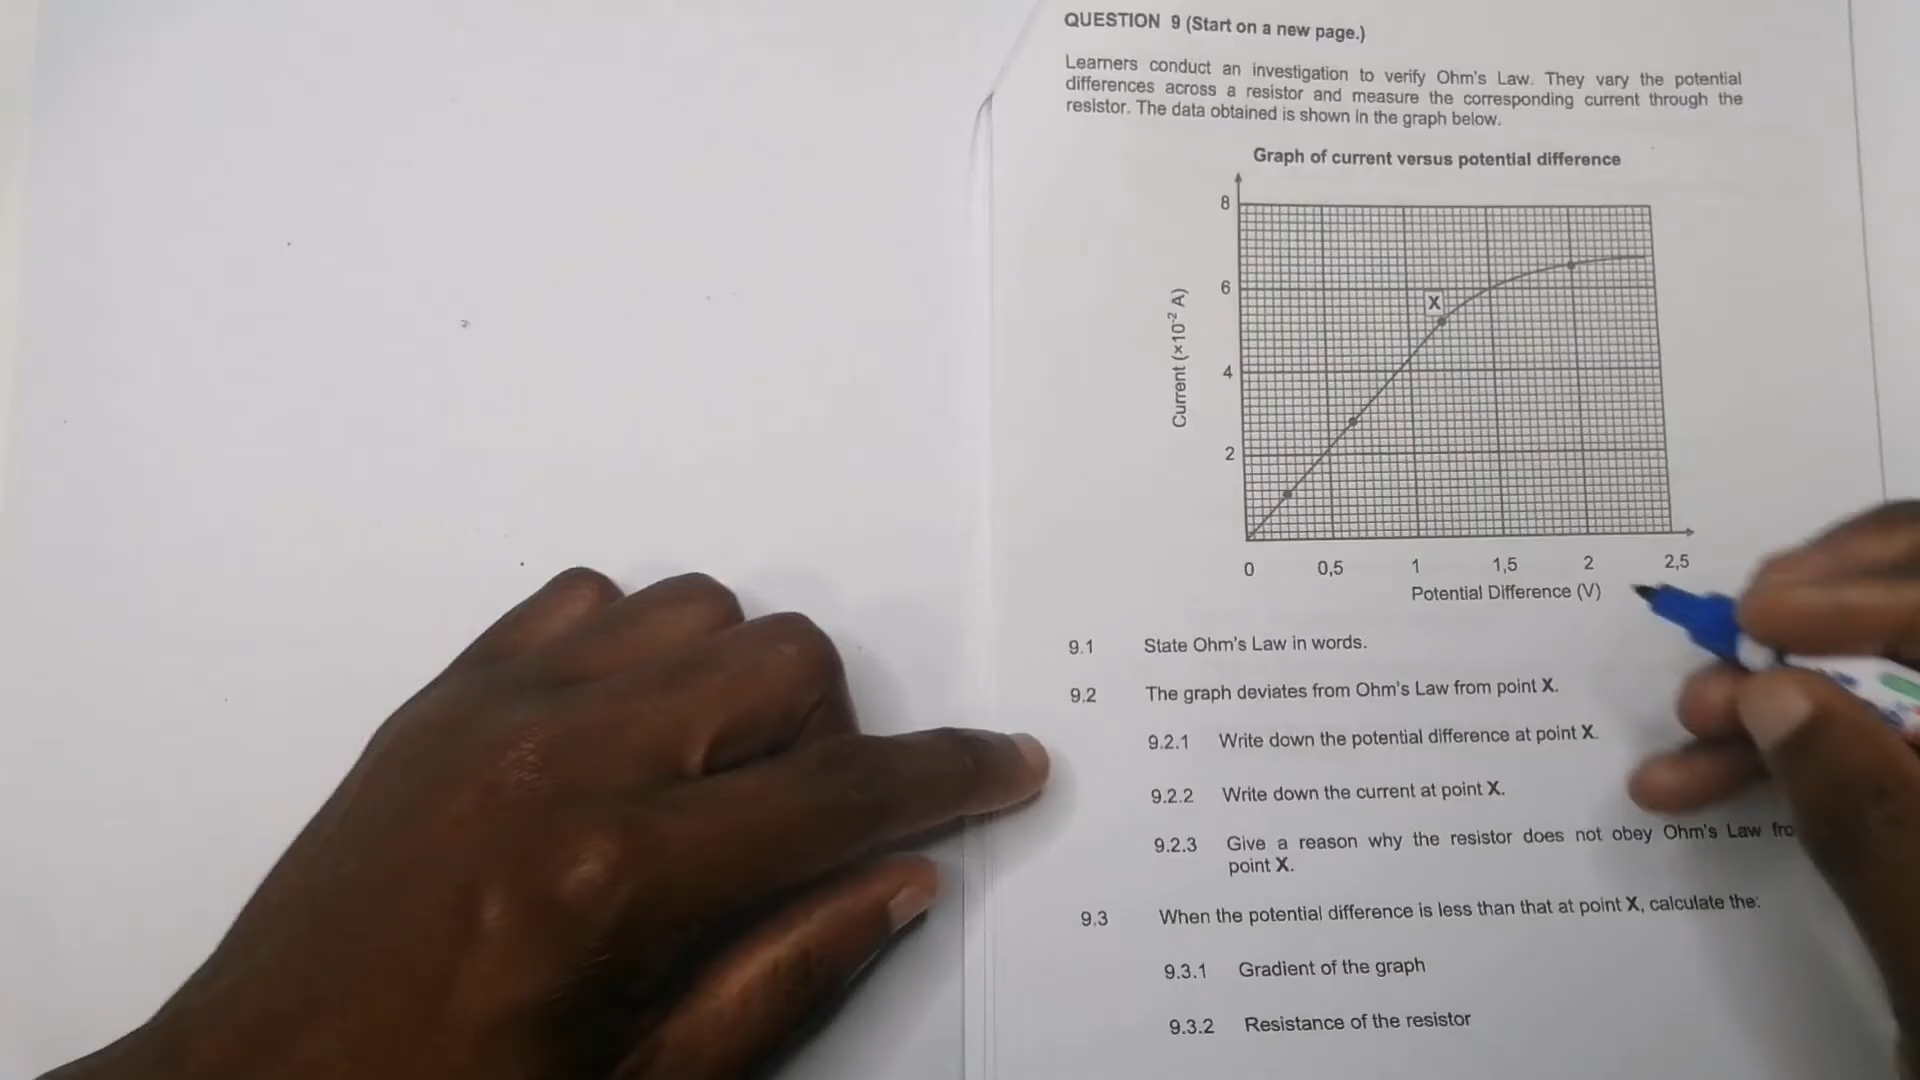 QUESTION 9 (Start on a new page.)
Learners conduct an investigation to verify Ohm's Law. They vary the potential
differences across a resistor and measure the corresponding current through the
resistor. The data obtained is shown in the graph below.
Graph of current versus potential difference
8
6
4
2
X
Current (×10⁻² A)
0 0,5 1 1,5 2 2,5
Potential Difference (V)
9.1 State Ohm's Law in words.
9.2 The graph deviates from Ohm's Law from point X.
9.2.1 Write down the potential difference at point X.
9.2.2 Write down the current at point X.
9.2.3 Give a reason why the resistor does not obey Ohm's Law
point X.
9.3 When the potential difference is less than that at point X, calculate the:
9.3.1 Gradient of the graph
9.3.2 Resistance of the resistor